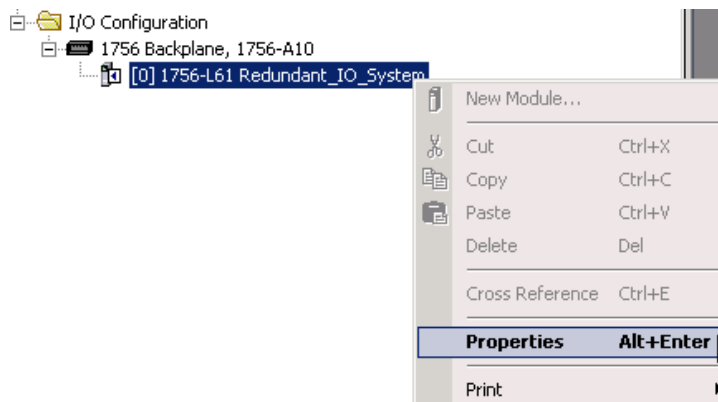 I/O Configuration
1756 Backplane, 1756-A10
[0] 1756-L61 Redundant_IO_System
New Module...
Cut Ctrl+X
Copy Ctrl+C
Paste Ctrl+V
Delete Del
Cross Reference Ctrl+E
Properties Alt+Enter
Print